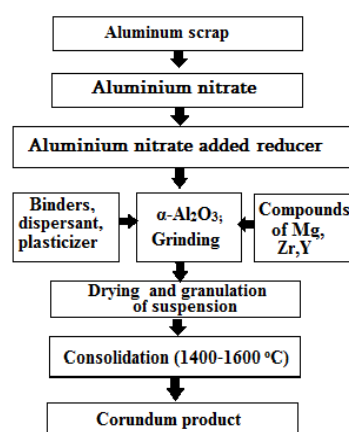 Aluminum scrap
Aluminium nitrate
Aluminium nitrate added reducer
Binders,
dispersant,
plasticizer
α-Al₂O₃;
Grinding
Compounds
of Mg,
Zr,Y
Drying and granulation
of suspension
Consolidation (1400-1600 °C)
Corundum product